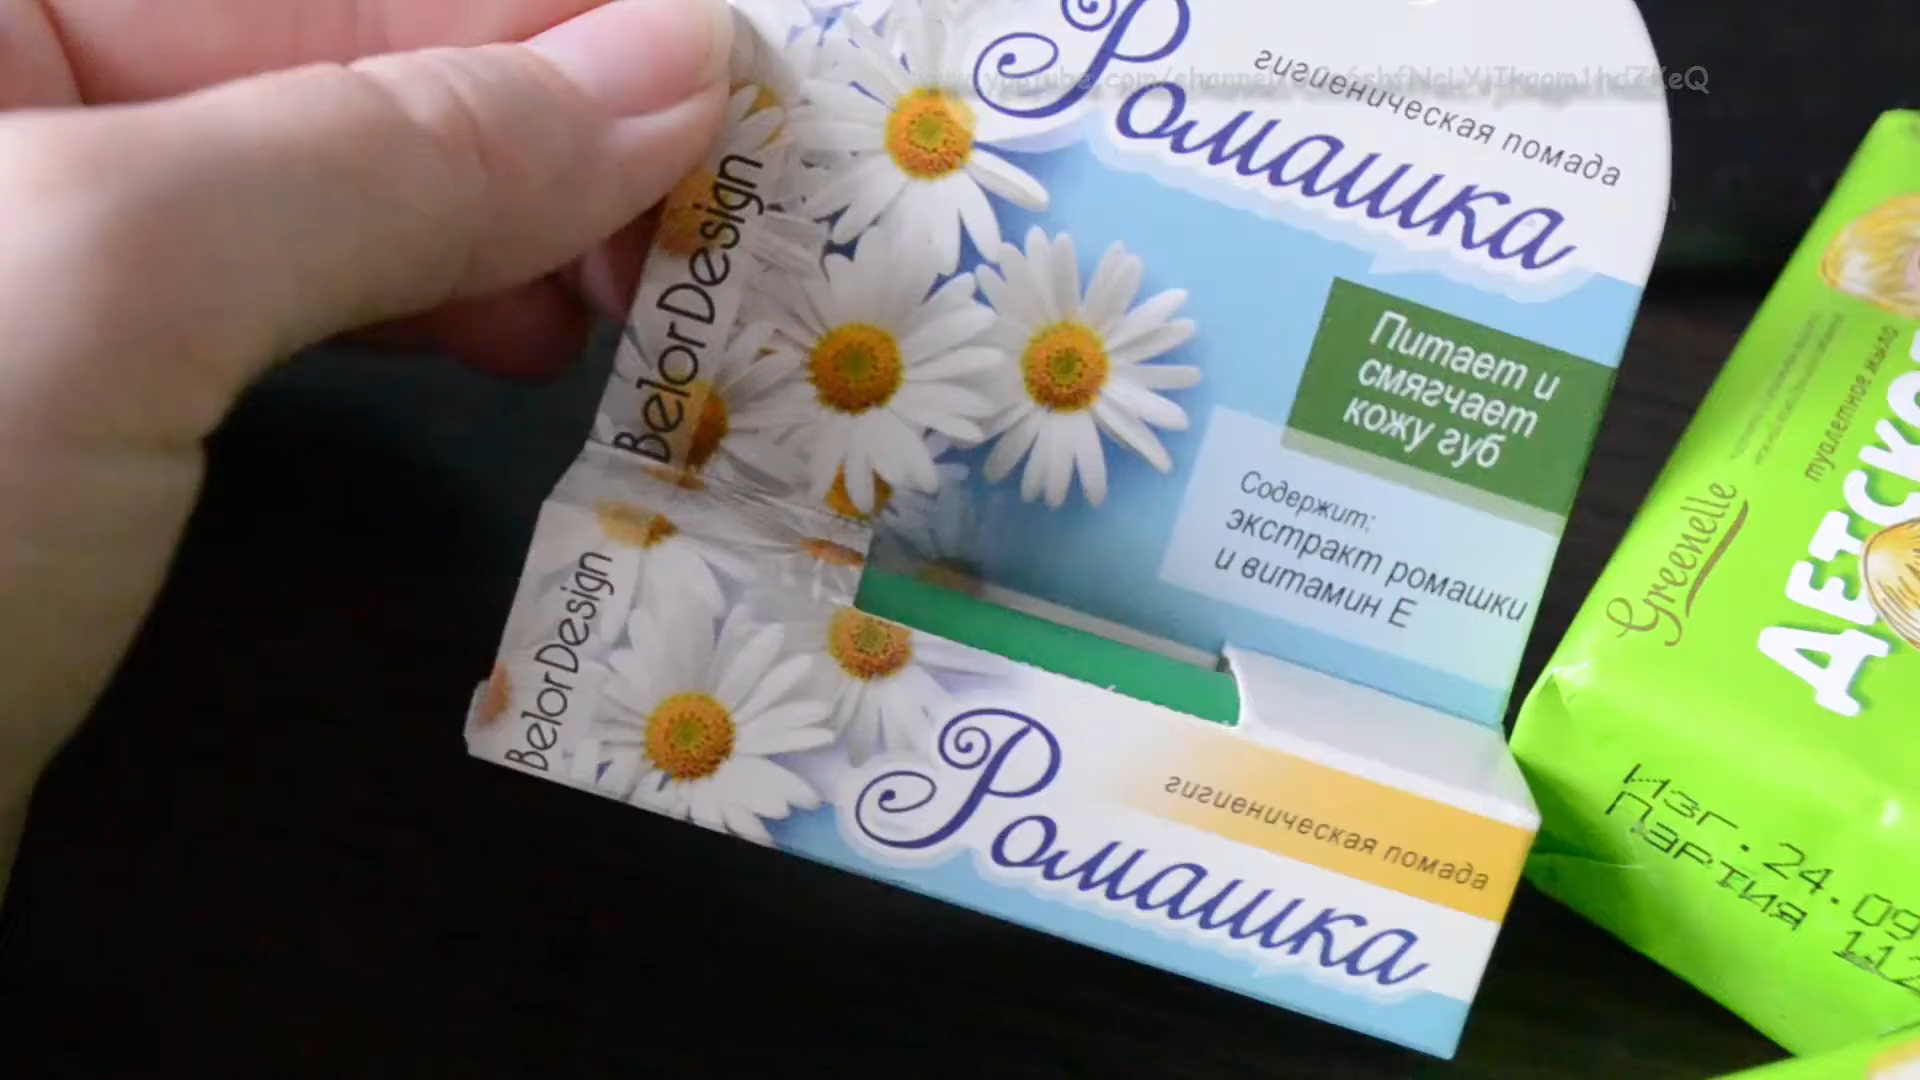 Ромашка
гигиеническая помада
BelorDesign
Питает и
смягчает
кожу губ
Содержит:
экстракт ромашки
и витамин Е
BelorDesign
Ромашка
гигиеническая помада
Greenelle
туалетное мыло
Изг. 24.09
Партия 112